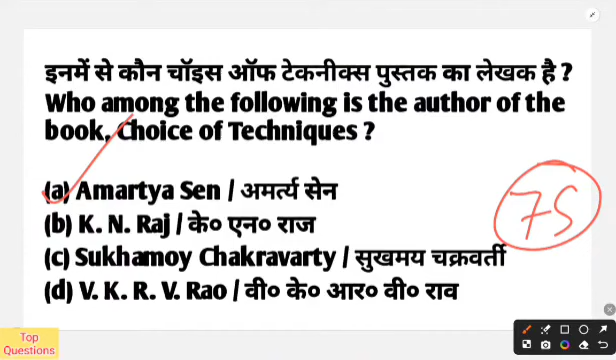 इनमें से कौन चॉइस ऑफ टेकनीक्स पुस्तक का लेखक है ?
Who among the following is the author of the
book, Choice of Techniques ?
(a) Amartya Sen / अमर्त्य सेन
(b) K. N. Raj / के० एन० राज
(c) Sukhamoy Chakravarty / सुखमय चक्रवर्ती
(d) V. K. R. V. Rao / वी० के० आर० वी० राव
75
Top
Questions